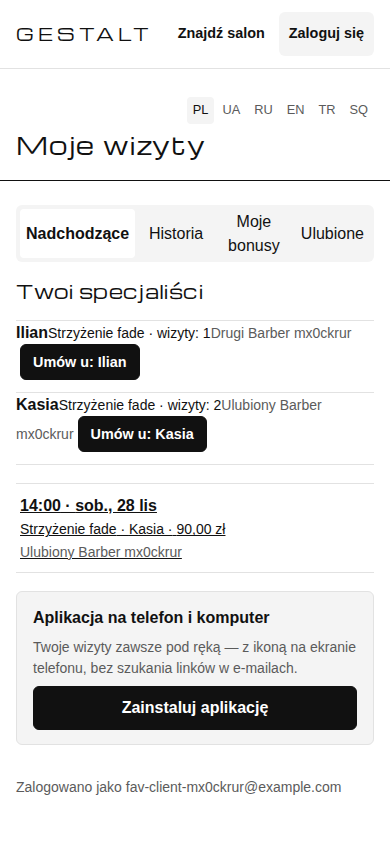 GESTALT Znajdź salon Zaloguj się
PL UA RU EN TR SQ
Moje wizyty
Nadchodzące Historia Moje bonusy Ulubione
Twoi specjaliści
IlianStrzyżenie fade · wizyty: 1Drugi Barber mx0ckrur
Umów u: Ilian
KasiaStrzyżenie fade · wizyty: 2Ulubiony Barber
mx0ckrur Umów u: Kasia
14:00 · sob., 28 lis
Strzyżenie fade · Kasia · 90,00 zł
Ulubiony Barber mx0ckrur
Aplikacja na telefon i komputer
Twoje wizyty zawsze pod ręką — z ikoną na ekranie
telefonu, bez szukania linków w e-mailach.
Zainstaluj aplikację
Zalogowano jako fav-client-mx0ckrur@example.com